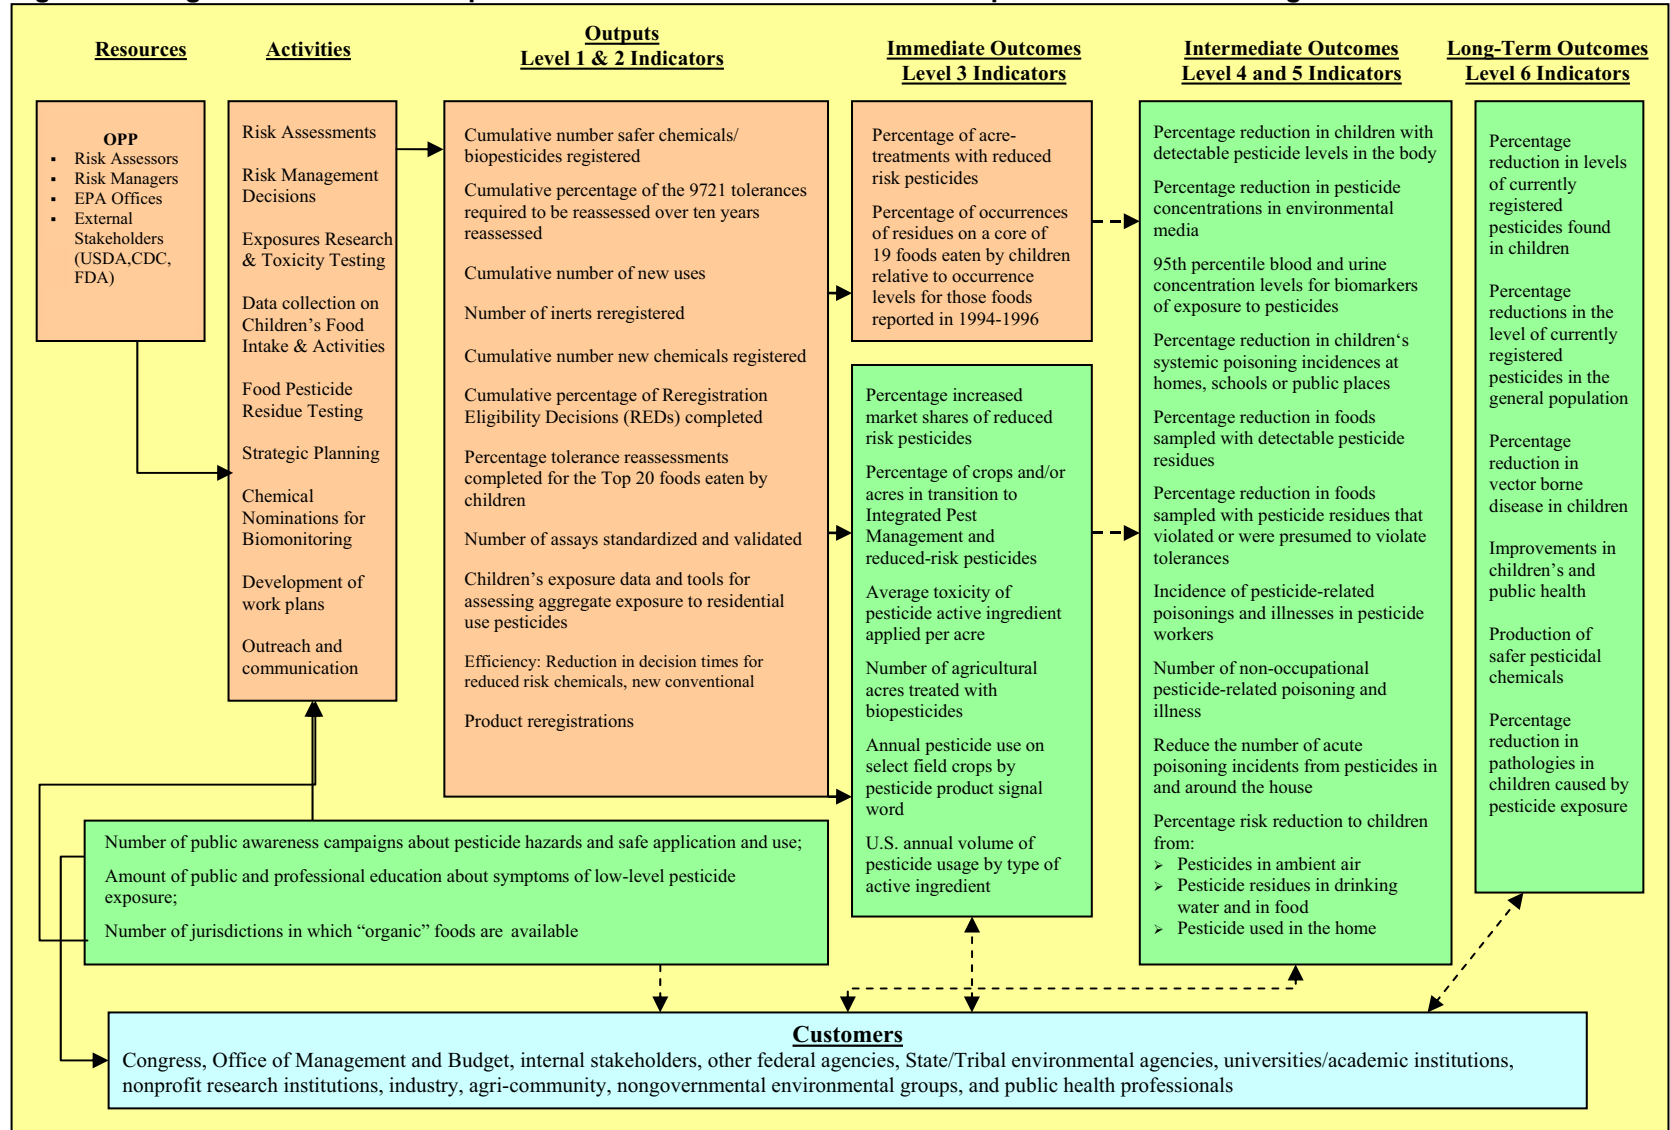 Resources
Activities
Outputs
Level 1 & 2 Indicators
Immediate Outcomes
Level 3 Indicators
Intermediate Outcomes
Level 4 and 5 Indicators
Long-Term Outcomes
Level 6 Indicators
OPP
▪ Risk Assessors
▪ Risk Managers
▪ EPA Offices
▪ External
Stakeholders
(USDA,CDC,
FDA)
Risk Assessments
Risk Management
Decisions
Exposures Research
& Toxicity Testing
Data collection on
Children’s Food
Intake & Activities
Food Pesticide
Residue Testing
Strategic Planning
Chemical
Nominations for
Biomonitoring
Development of
work plans
Outreach and
communication
Cumulative number safer chemicals/
biopesticides registered
Cumulative percentage of the 9721 tolerances
required to be reassessed over ten years
reassessed
Cumulative number of new uses
Number of inerts reregistered
Cumulative number new chemicals registered
Cumulative percentage of Reregistration
Eligibility Decisions (REDs) completed
Percentage tolerance reassessments
completed for the Top 20 foods eaten by
children
Number of assays standardized and validated
Children’s exposure data and tools for
assessing aggregate exposure to residential
use pesticides
Efficiency: Reduction in decision times for
reduced risk chemicals, new conventional
Product reregistrations
Percentage of acre-
treatments with reduced
risk pesticides
Percentage of occurrences
of residues on a core of
19 foods eaten by children
relative to occurrence
levels for those foods
reported in 1994-1996
Percentage increased
market shares of reduced
risk pesticides
Percentage of crops and/or
acres in transition to
Integrated Pest
Management and
reduced-risk pesticides
Average toxicity of
pesticide active ingredient
applied per acre
Number of agricultural
acres treated with
biopesticides
Annual pesticide use on
select field crops by
pesticide product signal
word
U.S. annual volume of
pesticide usage by type of
active ingredient
Percentage reduction in children with
detectable pesticide levels in the body
Percentage reduction in pesticide
concentrations in environmental
media
95th percentile blood and urine
concentration levels for biomarkers
of exposure to pesticides
Percentage reduction in children‘s
systemic poisoning incidences at
homes, schools or public places
Percentage reduction in foods
sampled with detectable pesticide
residues
Percentage reduction in foods
sampled with pesticide residues that
violated or were presumed to violate
tolerances
Incidence of pesticide-related
poisonings and illnesses in pesticide
workers
Number of non-occupational
pesticide-related poisoning and
illness
Reduce the number of acute
poisoning incidents from pesticides in
and around the house
Percentage risk reduction to children
from:
➢ Pesticides in ambient air
➢ Pesticide residues in drinking
water and in food
➢ Pesticide used in the home
Percentage
reduction in levels
of currently
registered
pesticides found
in children
Percentage
reductions in the
level of currently
registered
pesticides in the
general population
Percentage
reduction in
vector borne
disease in children
Improvements in
children’s and
public health
Production of
safer pesticidal
chemicals
Percentage
reduction in
pathologies in
children caused by
pesticide exposure
Number of public awareness campaigns about pesticide hazards and safe application and use;
Amount of public and professional education about symptoms of low-level pesticide
exposure;
Number of jurisdictions in which “organic” foods are available
Customers
Congress, Office of Management and Budget, internal stakeholders, other federal agencies, State/Tribal environmental agencies, universities/academic institutions,
nonprofit research institutions, industry, agri-community, nongovernmental environmental groups, and public health professionals